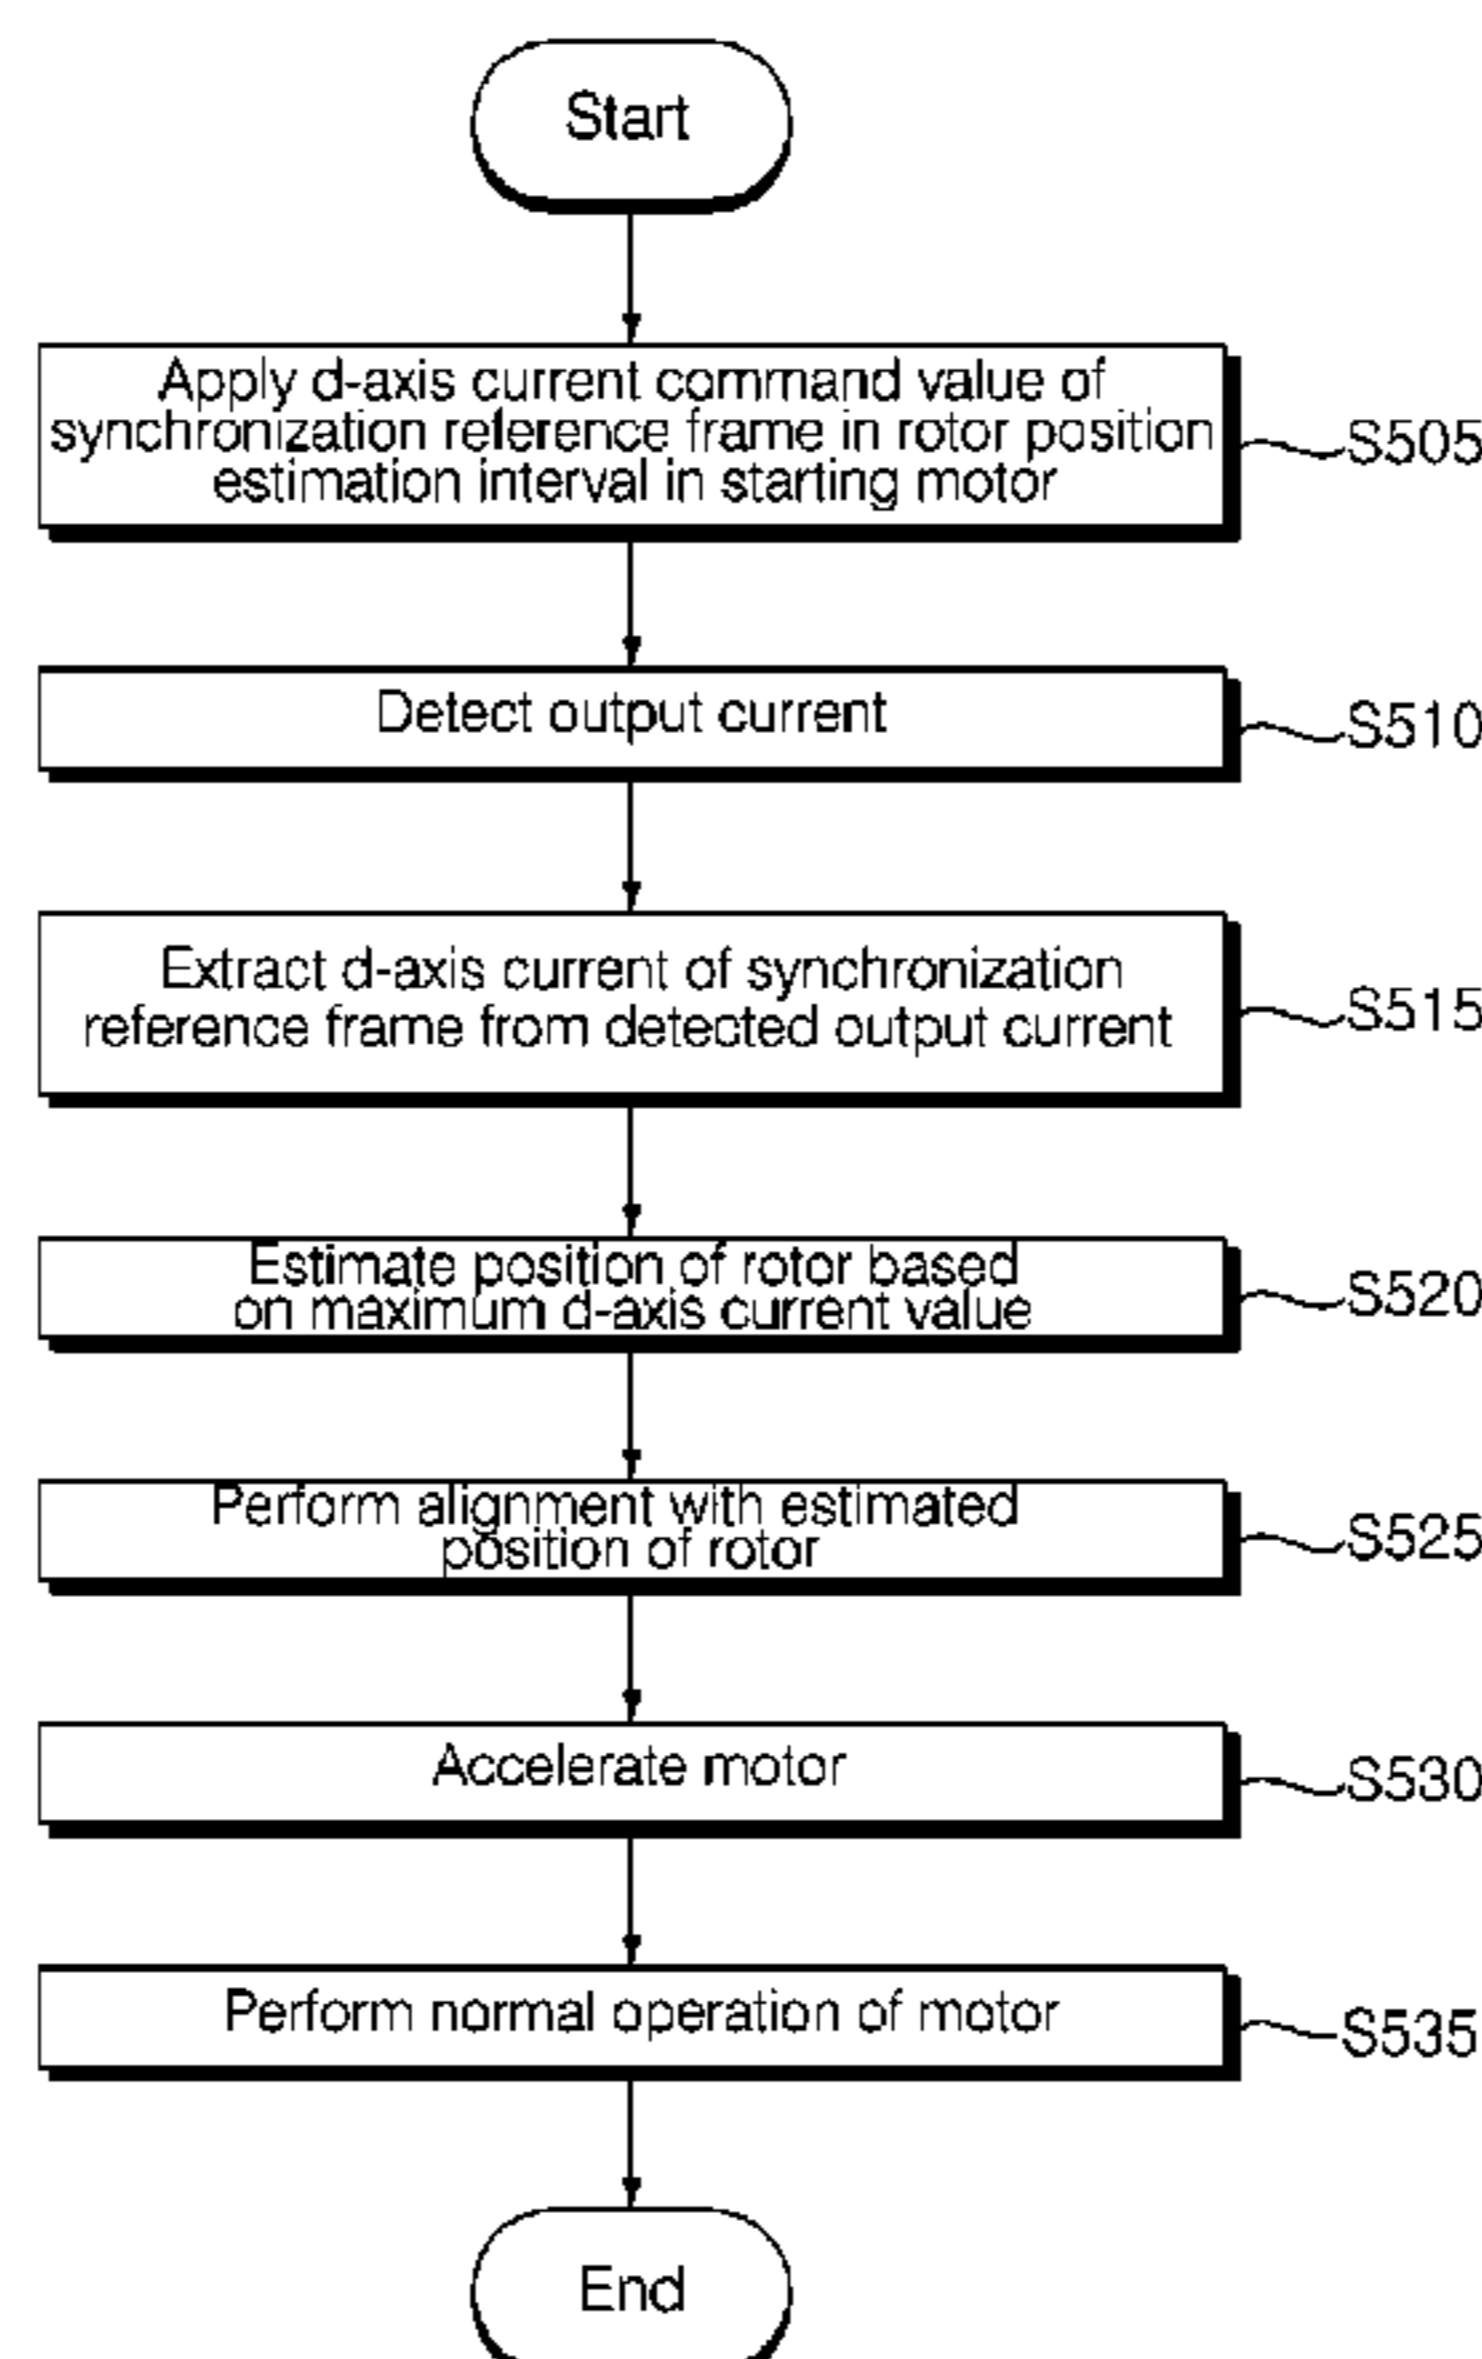 Start
Apply d-axis current command value of
synchronization reference frame in rotor position
estimation interval in starting motor
S505
Detect output current
S510
Extract d-axis current of synchronization
reference frame from detected output current
S515
Estimate position of rotor based
on maximum d-axis current value
S520
Perform alignment with estimated
position of rotor
S525
Accelerate motor
S530
Perform normal operation of motor
S535
End